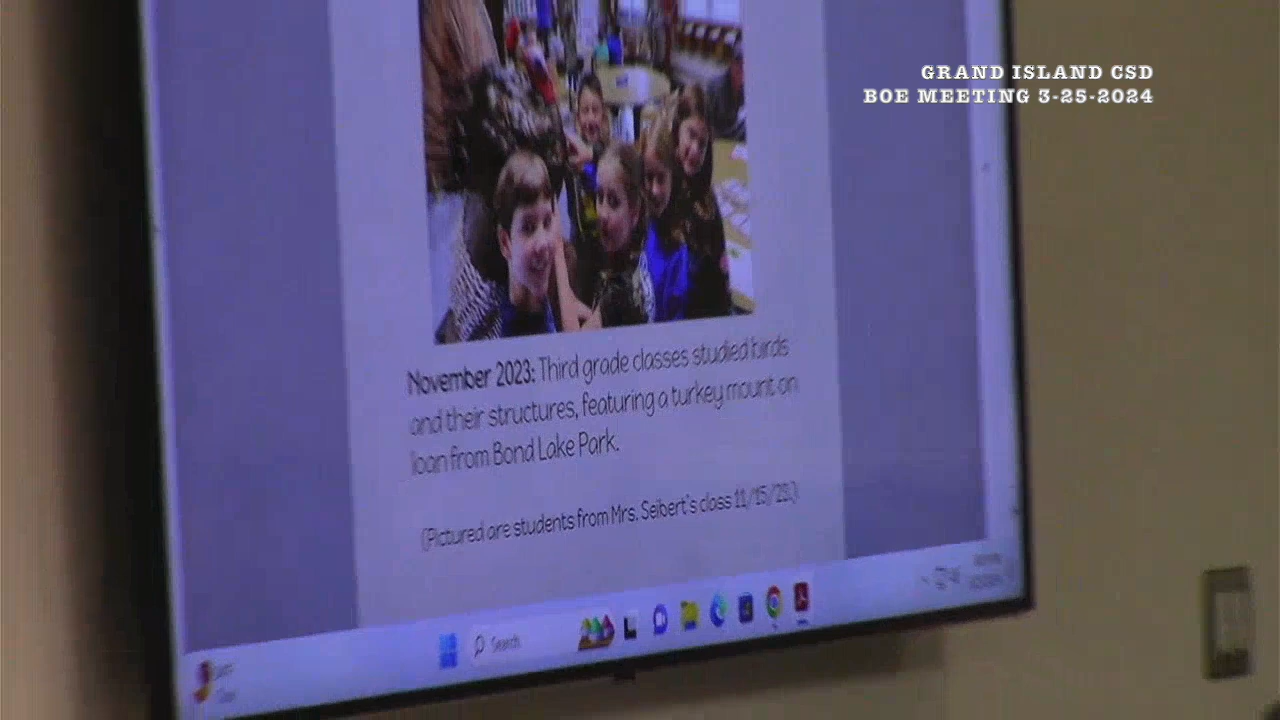 GRAND ISLAND CSD
BOE MEETING 3-25-2024
November 2023: Third grade classes studied birds
and their structures, featuring a turkey mount on
loan from Bond Lake Park.
(Pictured are students from Mrs. Seibert's class 11/15/23.)
Search